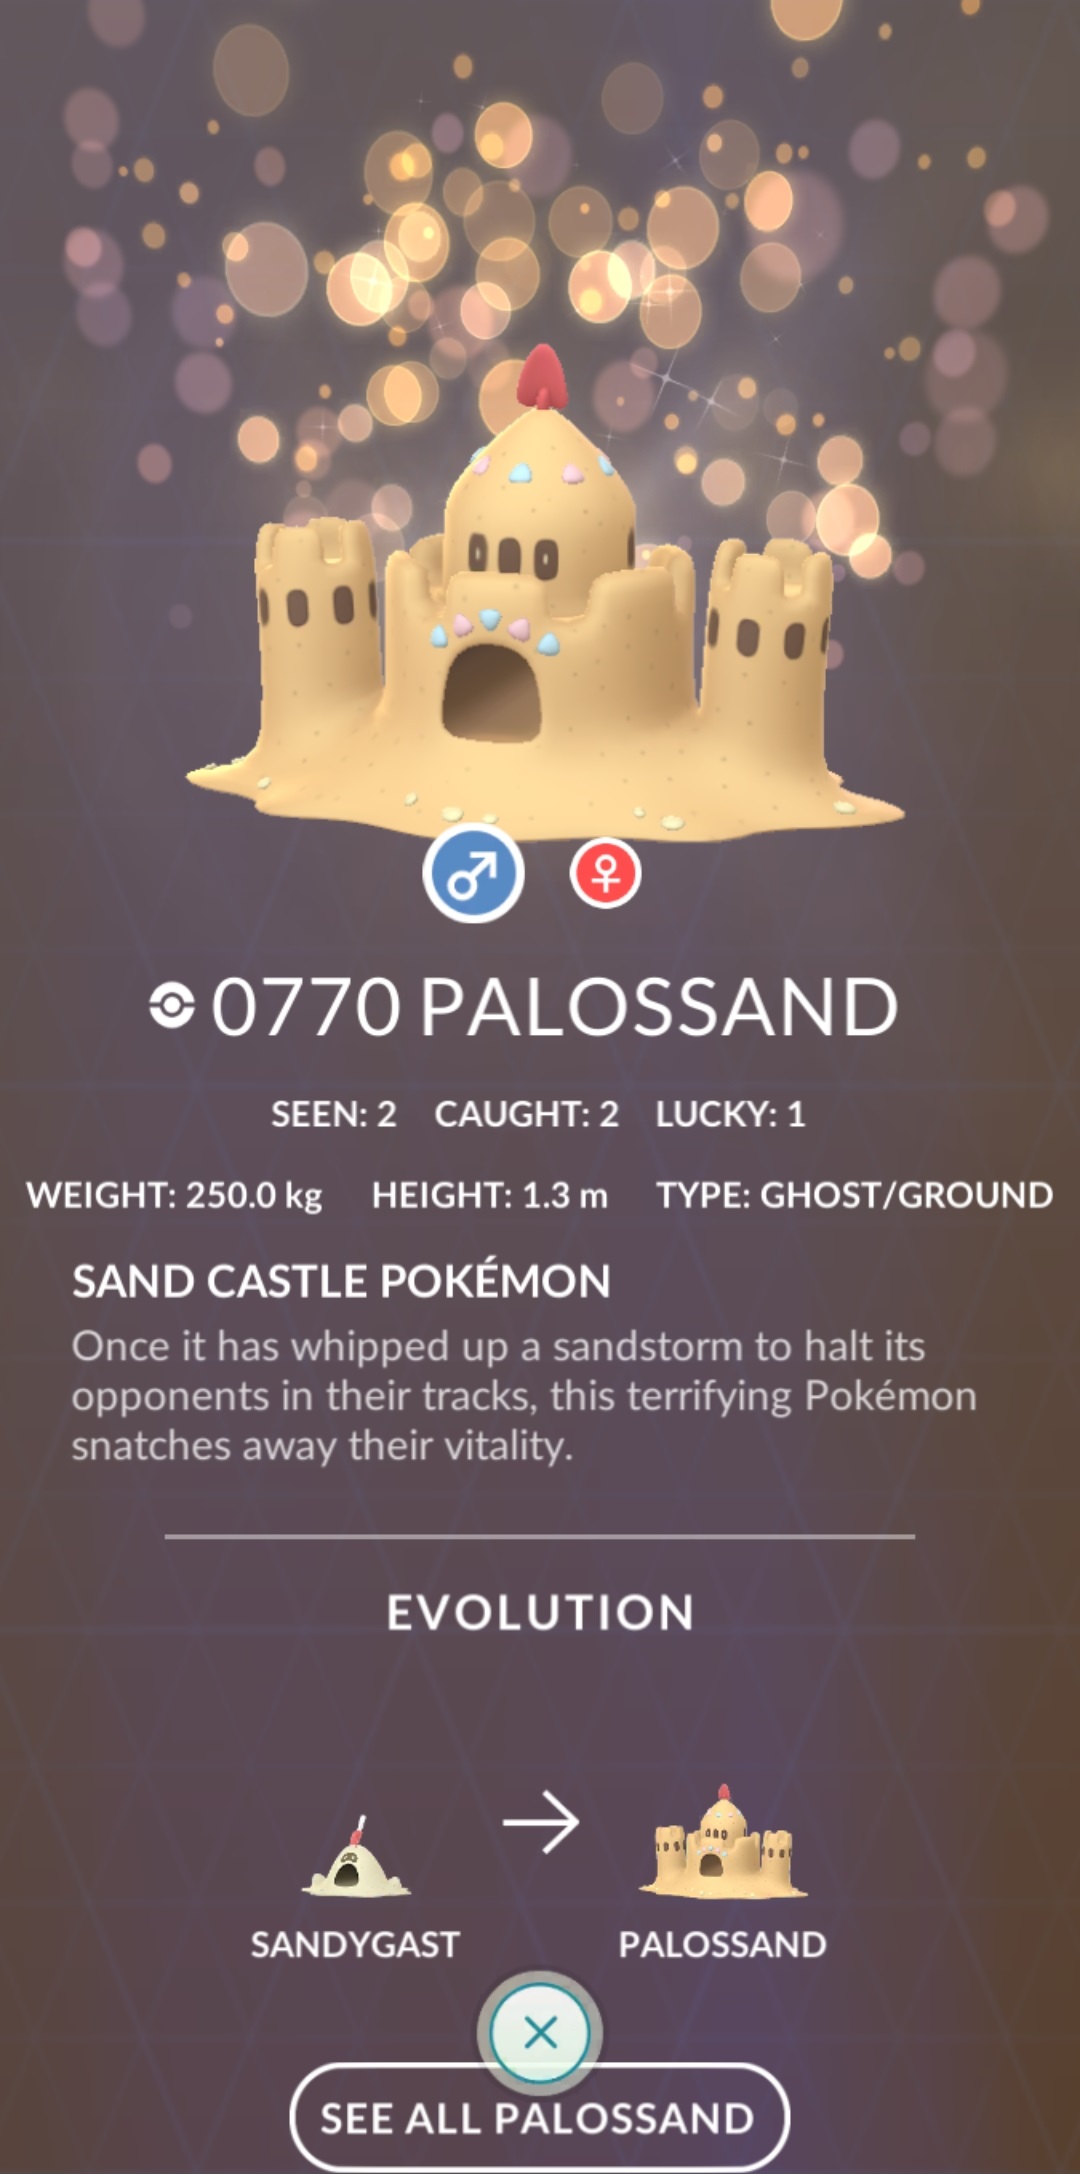 0770 PALOSSAND
SEEN: 2 CAUGHT: 2 LUCKY: 1
WEIGHT: 250.0 kg HEIGHT: 1.3 m TYPE: GHOST/GROUND
SAND CASTLE POKÉMON
Once it has whipped up a sandstorm to halt its
opponents in their tracks, this terrifying Pokémon
snatches away their vitality.
EVOLUTION
SANDYGAST PALOSSAND
SEE ALL PALOSSAND